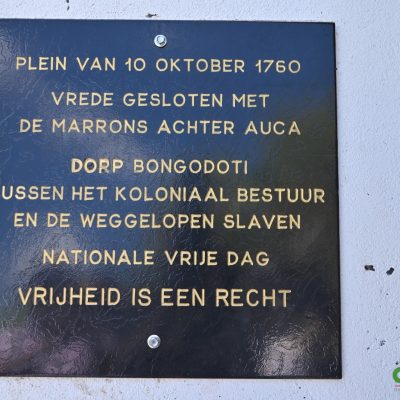 PLEIN VAN 10 OKTOBER 1760
VREDE GESLOTEN MET
DE MARRONS ACHTER AUCA
DORP BONGODOTI
USSEN HET KOLONIAAL BESTUUR
EN DE WEGGELOPEN SLAVEN
NATIONALE VRIJE DAG
VRIJHEID IS EEN RECHT